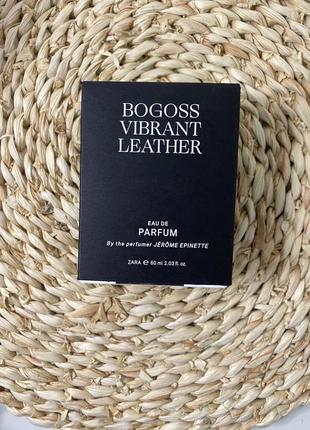 BOGOSS
VIBRANT
LEATHER
EAU DE
PARFUM
By the perfumer JÉRÔME EPINETTE
ZARA ℮ 60 ml 2.03 fl. oz.